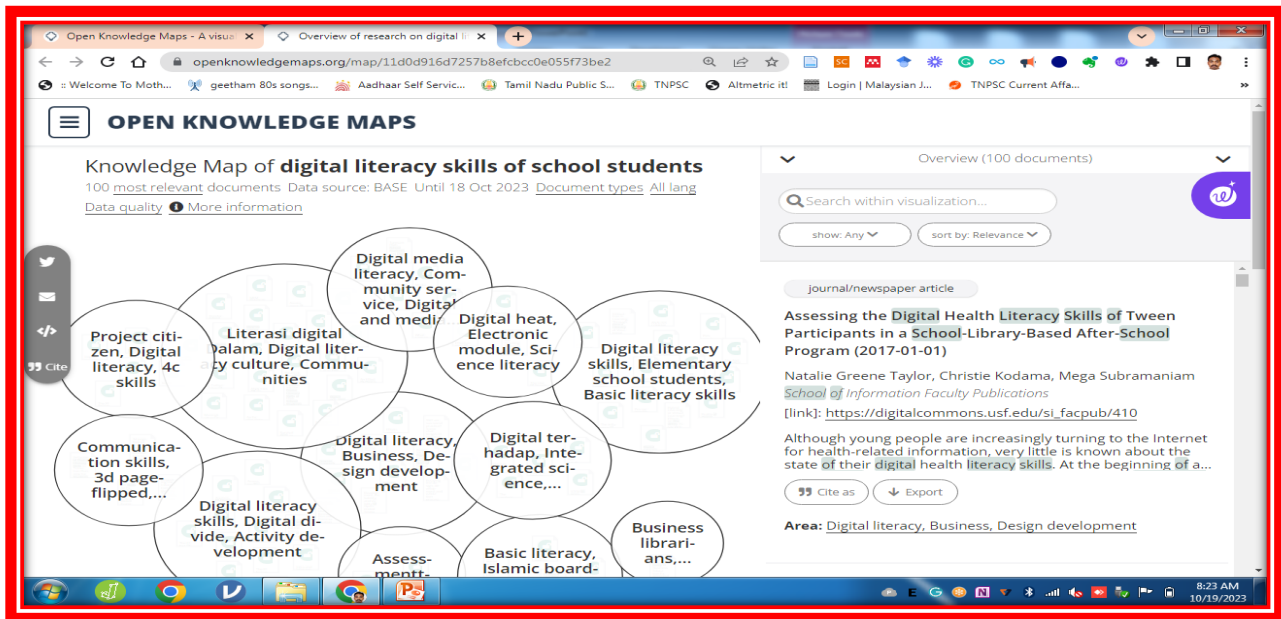 Open Knowledge Maps - A visua
Overview of research on digital li
openknowledgemaps.org/map/11d0d916d7257b8efcbcc0e055f73be2
:: Welcome To Moth...
geetham 80s songs...
Aadhaar Self Servic...
Tamil Nadu Public S...
TNPSC
Altmetric it!
Login | Malaysian J...
TNPSC Current Affa...
OPEN KNOWLEDGE MAPS
Knowledge Map of digital literacy skills of school students
100 most relevant documents Data source: BASE Until 18 Oct 2023 Document types All lang
Data quality More information
Cite
Digital media
literacy, Com-
munity ser-
vice, Digital
and media
Project citi-
zen, Digital
literacy, 4c
skills
Literasi digital
Dalam, Digital liter-
acy culture, Commu-
nities
Digital heat,
Electronic
module, Sci-
ence literacy
Digital literacy
skills, Elementary
school students,
Basic literacy skills
Communica-
tion skills,
3d page-
flipped,...
Digital literacy,
Business, De-
sign develop-
ment
Digital ter-
hadap, Inte-
grated sci-
ence,...
Digital literacy
skills, Digital di-
vide, Activity de-
velopment
Assess-
mentt-
Basic literacy,
Islamic board-
Business
librari-
ans,...
Overview (100 documents)
Search within visualization...
show: Any
sort by: Relevance
journal/newspaper article
Assessing the Digital Health Literacy Skills of Tween
Participants in a School-Library-Based After-School
Program (2017-01-01)
Natalie Greene Taylor, Christie Kodama, Mega Subramaniam
School of Information Faculty Publications
[link]: https://digitalcommons.usf.edu/si_facpub/410
Although young people are increasingly turning to the Internet
for health-related information, very little is known about the
state of their digital health literacy skills. At the beginning of a...
Cite as
Export
Area: Digital literacy, Business, Design development
8:23 AM
10/19/2023